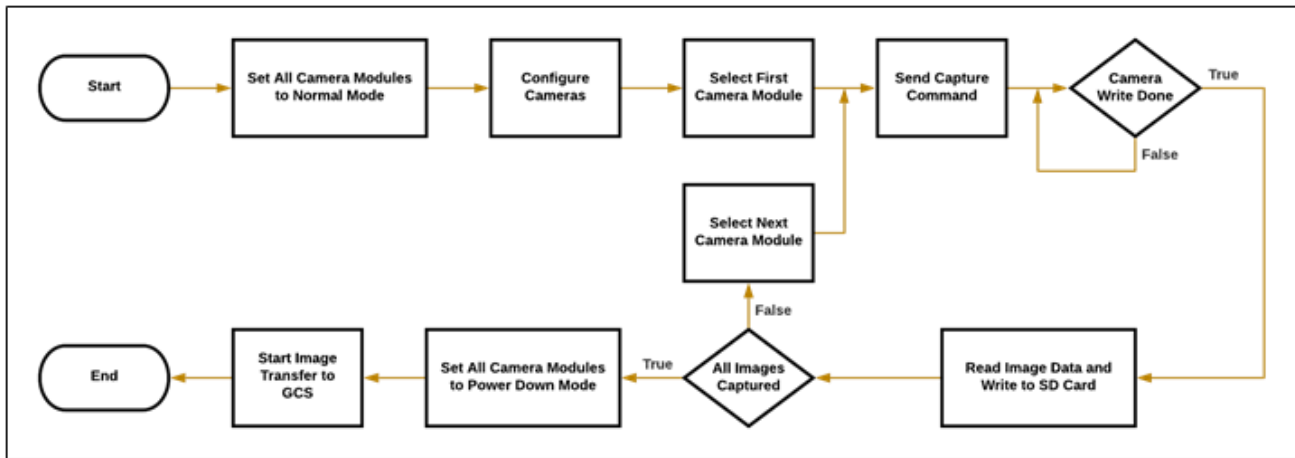 Start
Set All Camera Modules
to Normal Mode
Configure
Cameras
Select First
Camera Module
Send Capture
Command
Camera
Write Done
True
False
Select Next
Camera Module
False
End
Start Image
Transfer to
GCS
Set All Camera Modules
to Power Down Mode
True
All Images
Captured
Read Image Data and
Write to SD Card